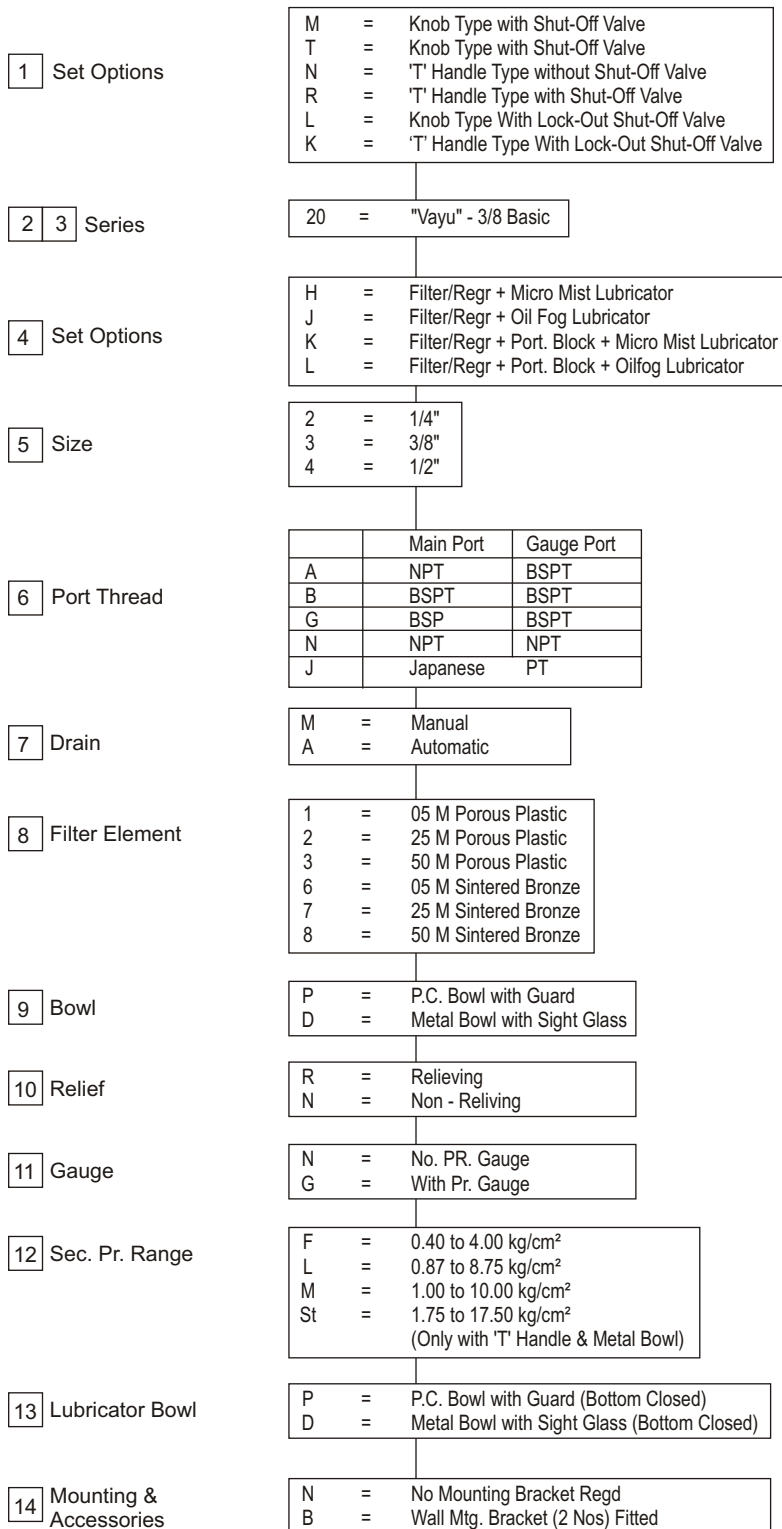 1 Set Options
M = Knob Type with Shut-Off Valve
T = Knob Type with Shut-Off Valve
N = 'T' Handle Type without Shut-Off Valve
R = 'T' Handle Type with Shut-Off Valve
L = Knob Type With Lock-Out Shut-Off Valve
K = ‘T’ Handle Type With Lock-Out Shut-Off Valve
2 3 Series
20 = "Vayu" - 3/8 Basic
4 Set Options
H = Filter/Regr + Micro Mist Lubricator
J = Filter/Regr + Oil Fog Lubricator
K = Filter/Regr + Port. Block + Micro Mist Lubricator
L = Filter/Regr + Port. Block + Oilfog Lubricator
5 Size
2 = 1/4"
3 = 3/8"
4 = 1/2"
6 Port Thread
Main Port Gauge Port
A NPT BSPT
B BSPT BSPT
G BSP BSPT
N NPT NPT
J Japanese PT
7 Drain
M = Manual
A = Automatic
8 Filter Element
1 = 05 M Porous Plastic
2 = 25 M Porous Plastic
3 = 50 M Porous Plastic
6 = 05 M Sintered Bronze
7 = 25 M Sintered Bronze
8 = 50 M Sintered Bronze
9 Bowl
P = P.C. Bowl with Guard
D = Metal Bowl with Sight Glass
10 Relief
R = Relieving
N = Non - Reliving
11 Gauge
N = No. PR. Gauge
G = With Pr. Gauge
12 Sec. Pr. Range
F = 0.40 to 4.00 kg/cm²
L = 0.87 to 8.75 kg/cm²
M = 1.00 to 10.00 kg/cm²
St = 1.75 to 17.50 kg/cm²
(Only with 'T' Handle & Metal Bowl)
13 Lubricator Bowl
P = P.C. Bowl with Guard (Bottom Closed)
D = Metal Bowl with Sight Glass (Bottom Closed)
14 Mounting &
Accessories
N = No Mounting Bracket Regd
B = Wall Mtg. Bracket (2 Nos) Fitted